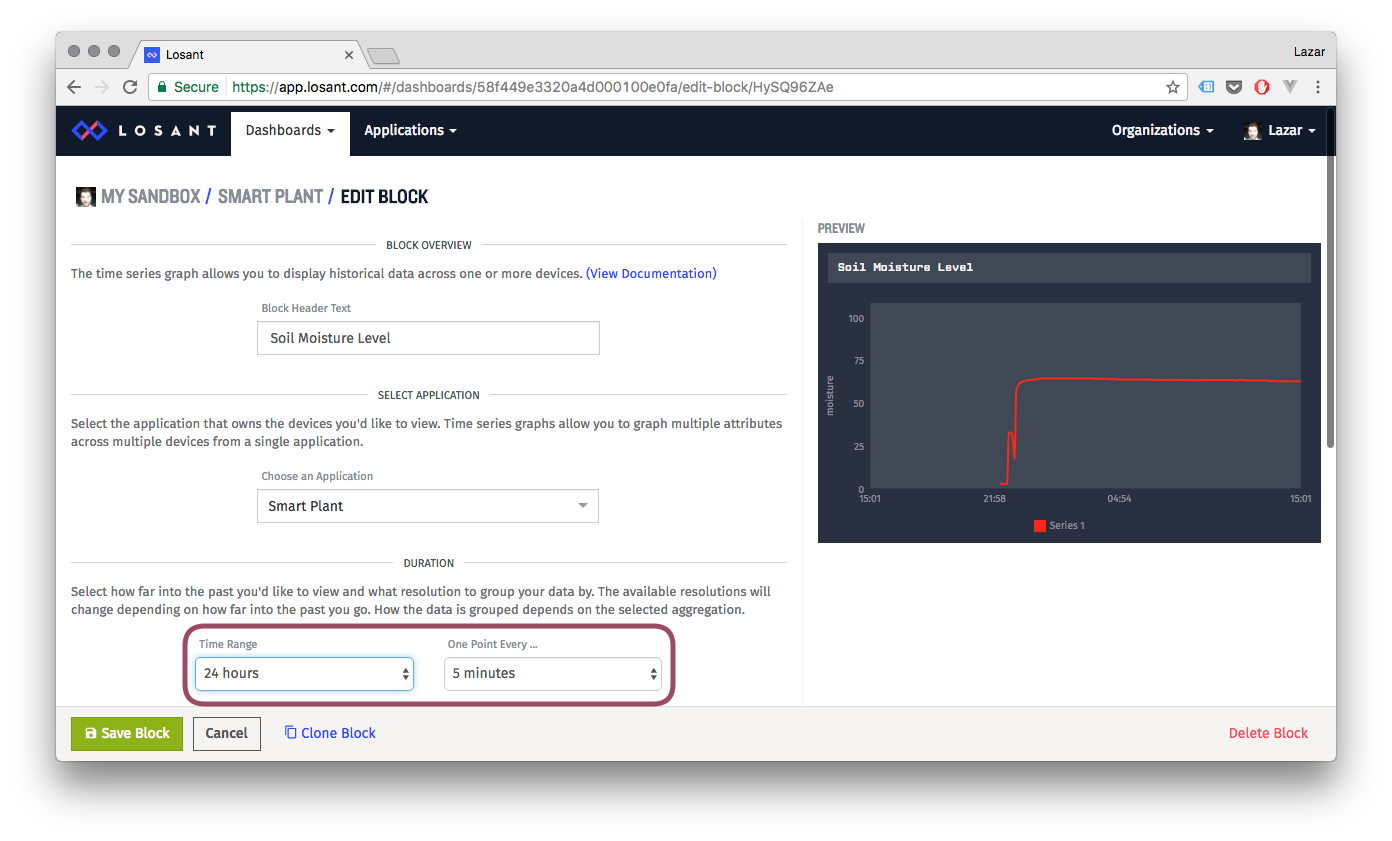 Losant
Lazar
Secure https://app.losant.com/#/dashboards/58f449e3320a4d000100e0fa/edit-block/HySQ96ZAe
LOSANT Dashboards Applications Organizations Lazar
MY SANDBOX / SMART PLANT / EDIT BLOCK
BLOCK OVERVIEW
The time series graph allows you to display historical data across one or more devices. (View Documentation)
Block Header Text
Soil Moisture Level
SELECT APPLICATION
Select the application that owns the devices you'd like to view. Time series graphs allow you to graph multiple attributes
across multiple devices from a single application.
Choose an Application
Smart Plant
DURATION
Select how far into the past you'd like to view and what resolution to group your data by. The available resolutions will
change depending on how far into the past you go. How the data is grouped depends on the selected aggregation.
Time Range One Point Every ...
24 hours 5 minutes
Save Block Cancel Clone Block Delete Block
PREVIEW
Soil Moisture Level
100
75
50
25
0
moisture
15:01 21:58 04:54 15:01
Series 1